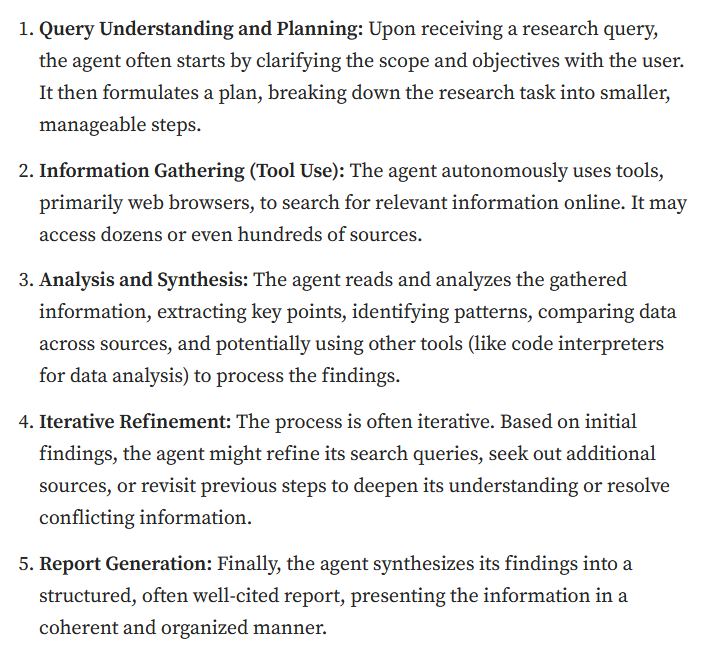 1. Query Understanding and Planning: Upon receiving a research query,
the agent often starts by clarifying the scope and objectives with the user.
It then formulates a plan, breaking down the research task into smaller,
manageable steps.
2. Information Gathering (Tool Use): The agent autonomously uses tools,
primarily web browsers, to search for relevant information online. It may
access dozens or even hundreds of sources.
3. Analysis and Synthesis: The agent reads and analyzes the gathered
information, extracting key points, identifying patterns, comparing data
across sources, and potentially using other tools (like code interpreters
for data analysis) to process the findings.
4. Iterative Refinement: The process is often iterative. Based on initial
findings, the agent might refine its search queries, seek out additional
sources, or revisit previous steps to deepen its understanding or resolve
conflicting information.
5. Report Generation: Finally, the agent synthesizes its findings into a
structured, often well-cited report, presenting the information in a
coherent and organized manner.